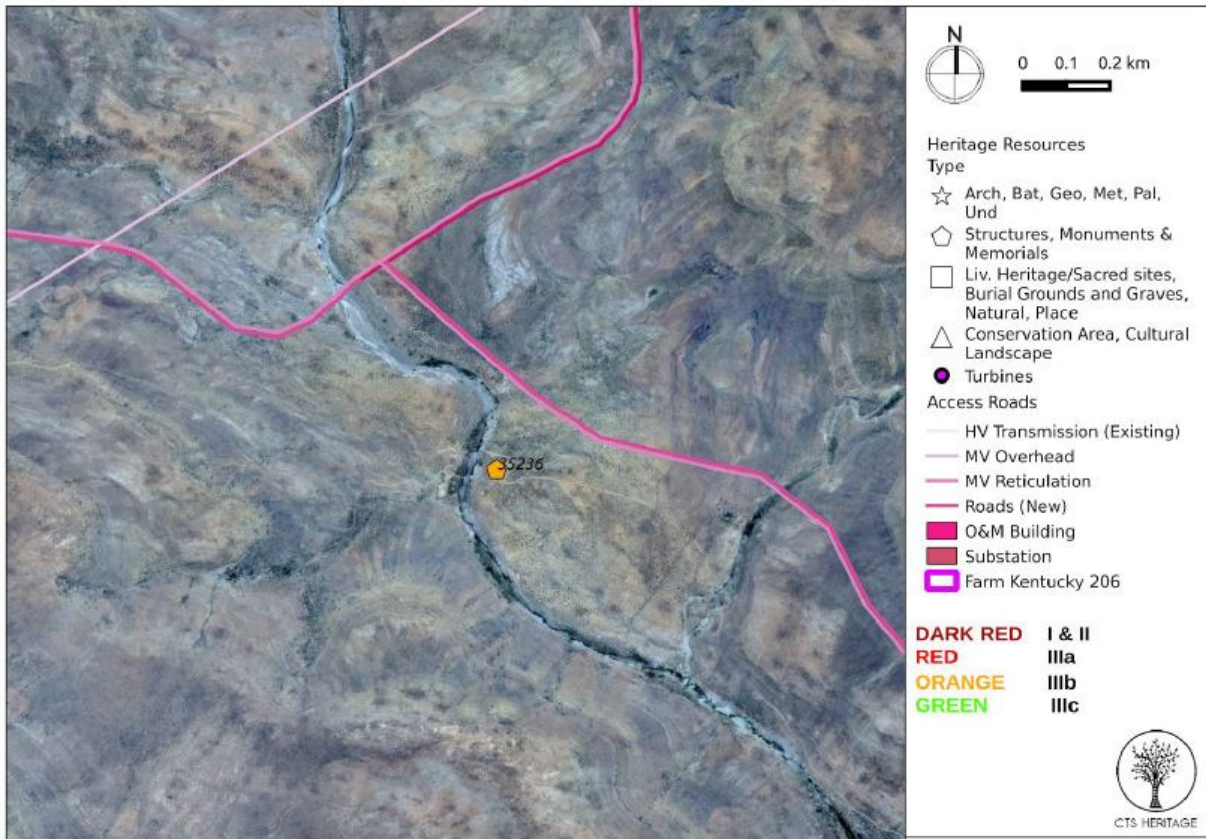 N
0 0.1 0.2 km
Heritage Resources
Type
Arch, Bat, Geo, Met, Pal,
Und
Structures, Monuments &
Memorials
Liv. Heritage/Sacred sites,
Burial Grounds and Graves,
Natural, Place
Conservation Area, Cultural
Landscape
Turbines
Access Roads
HV Transmission (Existing)
MV Overhead
MV Reticulation
Roads (New)
O&M Building
Substation
Farm Kentucky 206
DARK RED I & II
RED IIIa
ORANGE IIIb
GREEN IIIc
CTS HERITAGE
35236